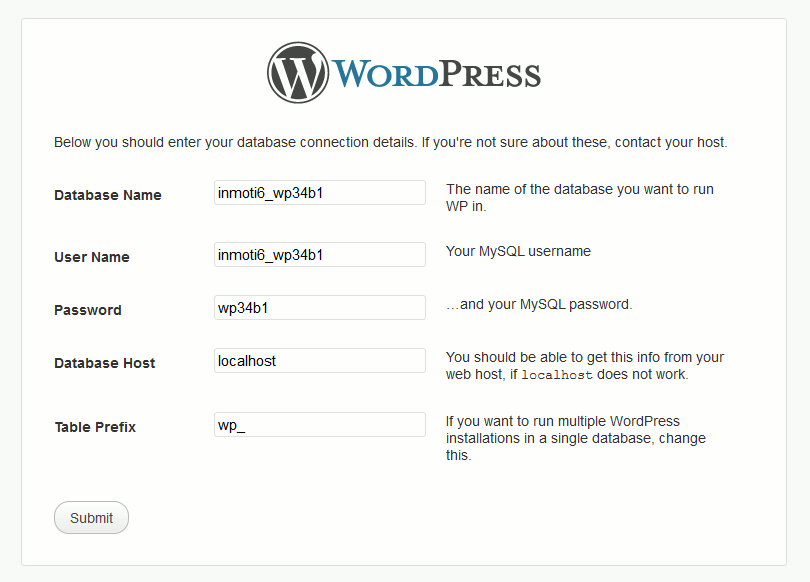 WORDPRESS
Below you should enter your database connection details. If you're not sure about these, contact your host.
Database Name
inmoti6_wp34b1
The name of the database you want to run
WP in.
User Name
inmoti6_wp34b1
Your MySQL username
Password
wp34b1
…and your MySQL password.
Database Host
localhost
You should be able to get this info from your
web host, if localhost does not work.
Table Prefix
wp_
If you want to run multiple WordPress
installations in a single database, change
this.
Submit